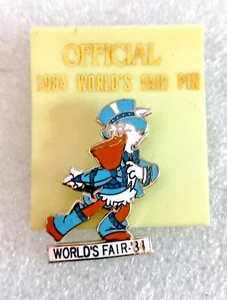 OFFICIAL
1984 WORLD'S FAIR PIN
WORLD'S FAIR-'84